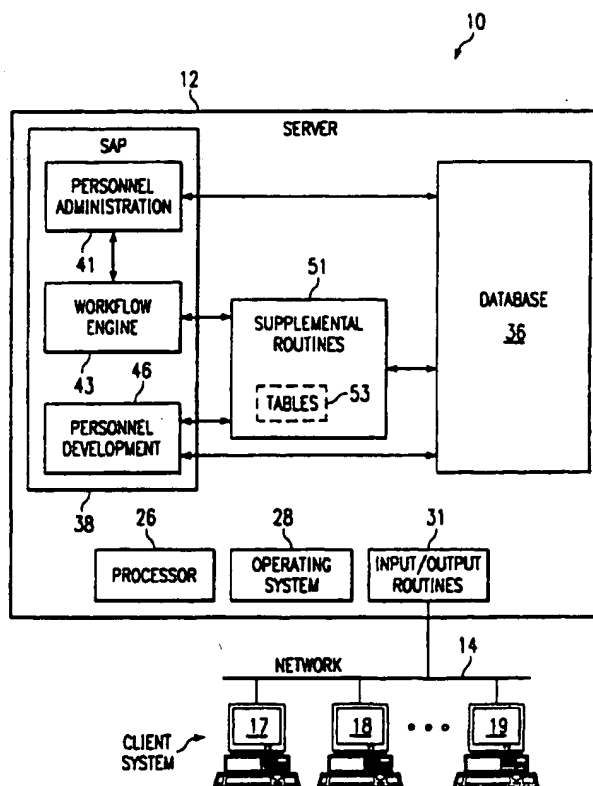 10
12
SERVER
SAP
PERSONNEL
ADMINISTRATION
41
WORKFLOW
ENGINE
43
46
PERSONNEL
DEVELOPMENT
38
51
SUPPLEMENTAL
ROUTINES
TABLES
53
DATABASE
36
26
PROCESSOR
28
OPERATING
SYSTEM
31
INPUT/OUTPUT
ROUTINES
NETWORK
14
CLIENT
SYSTEM
17
18
19